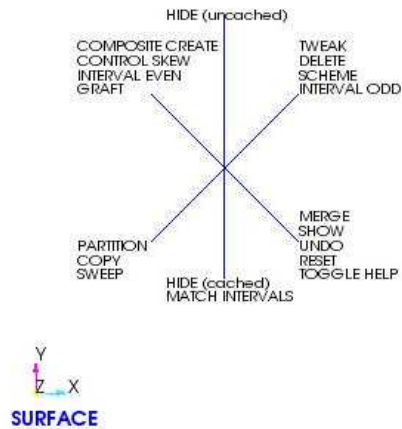 HIDE (uncached)
COMPOSITE CREATE
CONTROL SKEW
INTERVAL EVEN
GRAFT
TWEAK
DELETE
SCHEME
INTERVAL ODD
PARTITION
COPY
SWEEP
HIDE (cached)
MATCH INTERVALS
MERGE
SHOW
UNDO
RESET
TOGGLE HELP
Y
Z
X
SURFACE